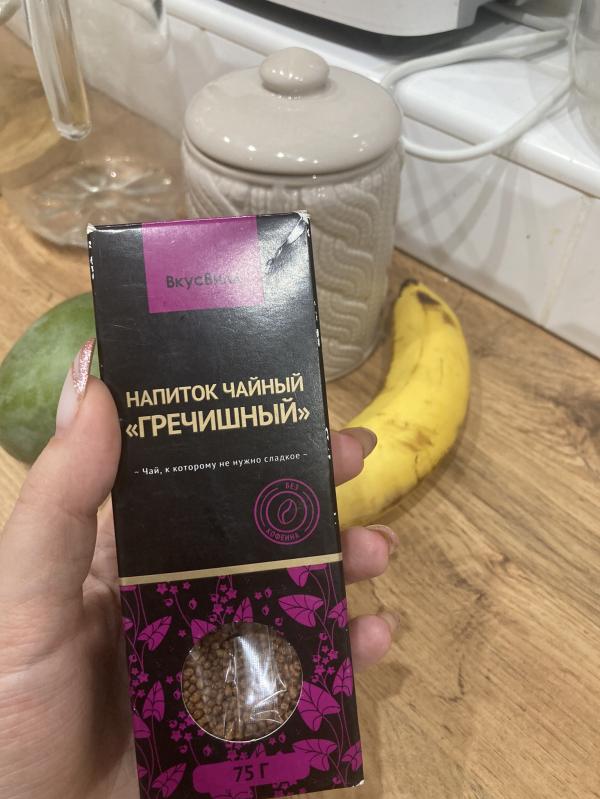 ВкусВилл
НАПИТОК ЧАЙНЫЙ
«ГРЕЧИШНЫЙ»
~ Чай, к которому не нужно сладкое ~
БЕЗ
КОФЕИНА
75 Г